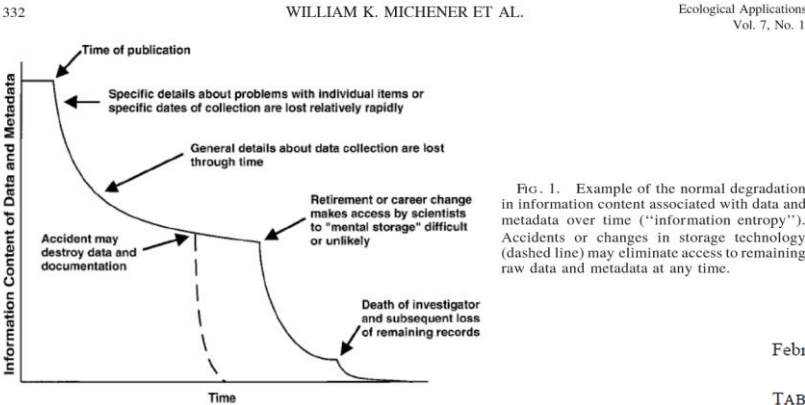 332
WILLIAM K. MICHENER ET AL.
Ecological Applications
Vol. 7, No. 1
Time of publication
Specific details about problems with individual items or
specific dates of collection are lost relatively rapidly
General details about data collection are lost
through time
Retirement or career change
makes access by scientists
to "mental storage" difficult
or unlikely
Accident may
destroy data and
documentation
Death of investigator
and subsequent loss
of remaining records
Information Content of Data and Metadata
Time
FIG. 1. Example of the normal degradation
in information content associated with data and
metadata over time (‘‘information entropy’’).
Accidents or changes in storage technology
(dashed line) may eliminate access to remaining
raw data and metadata at any time.
Febr
TAB